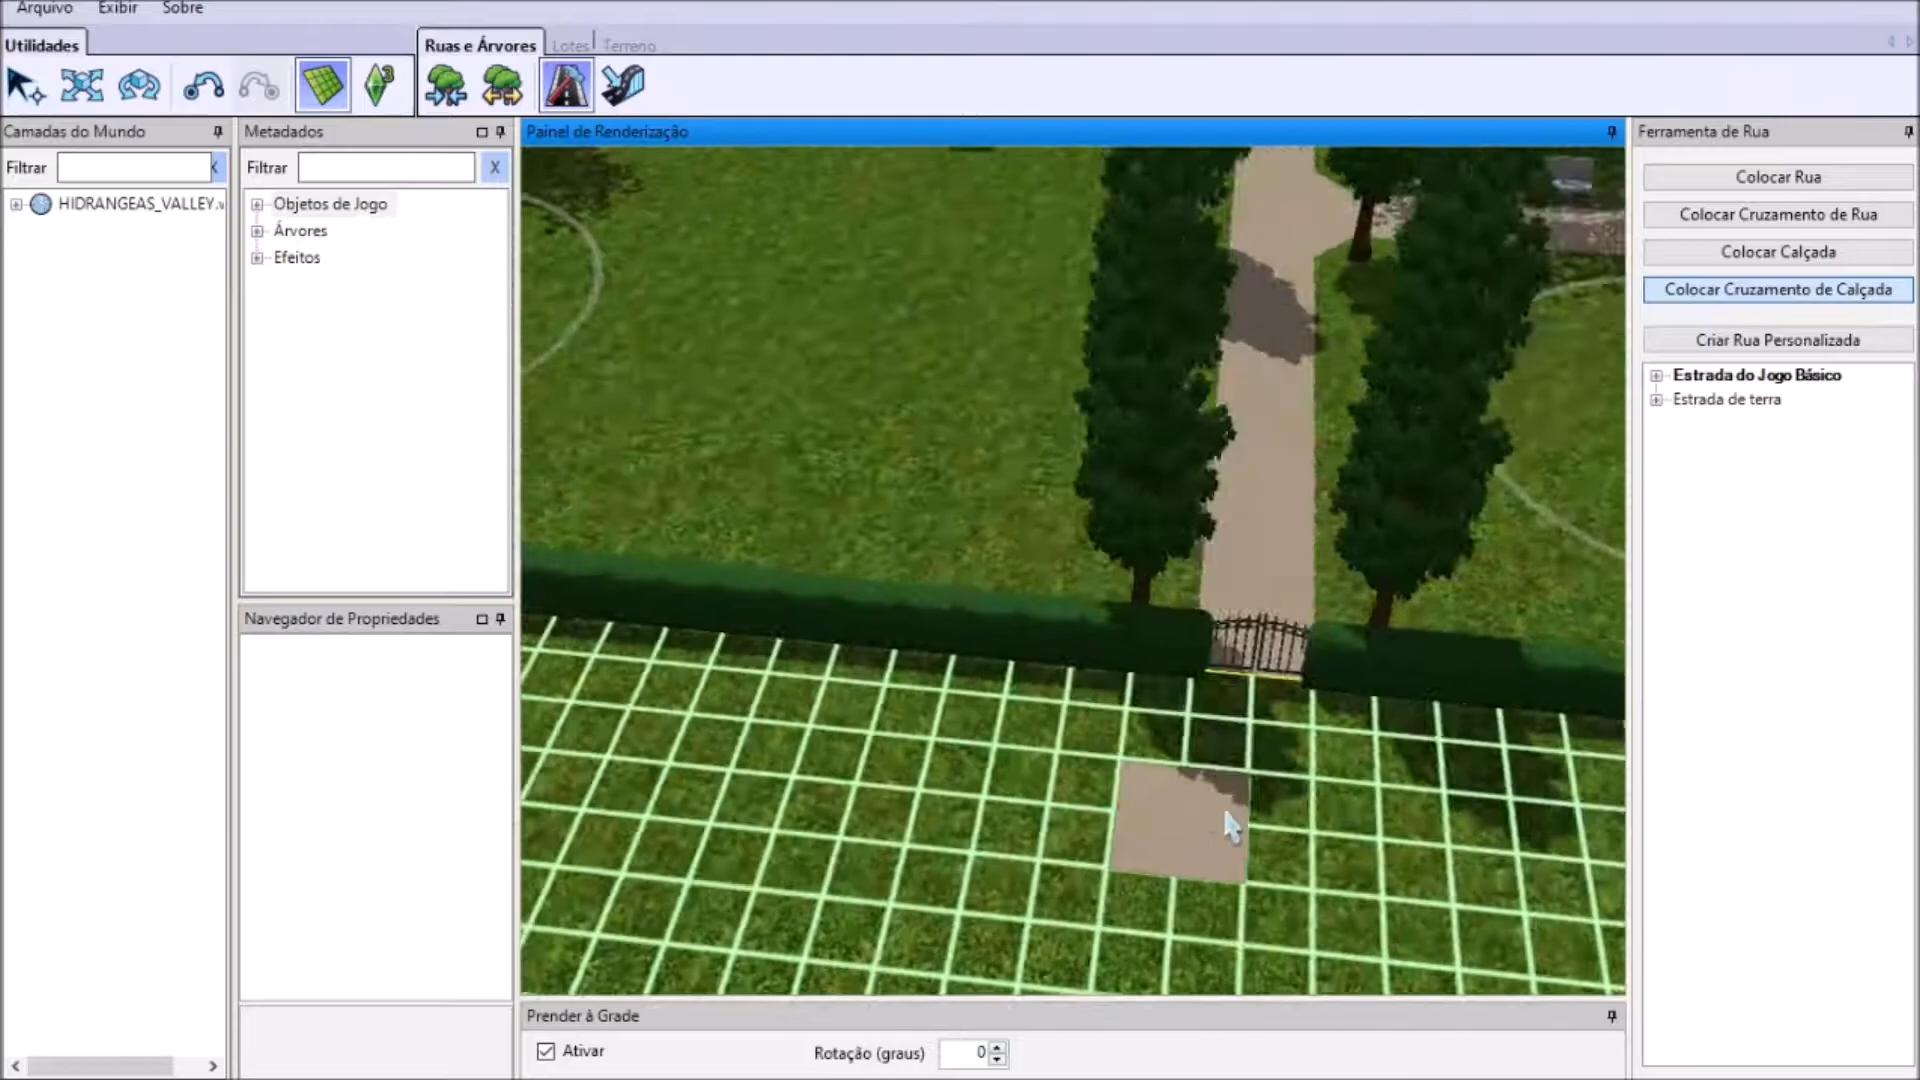 Arquivo Exibir Sobre
Utilidades
Ruas e Árvores
Lotes
Terreno
3
Camadas do Mundo
Filtrar
HIDRANGEAS_VALLEY.
Metadados
Filtrar
X
Objetos de Jogo
Árvores
Efeitos
Navegador de Propriedades
Painel de Renderização
Prender à Grade
Ativar
Rotação (graus)
0
Ferramenta de Rua
Colocar Rua
Colocar Cruzamento de Rua
Colocar Calçada
Colocar Cruzamento de Calçada
Criar Rua Personalizada
Estrada do Jogo Básico
Estrada de terra